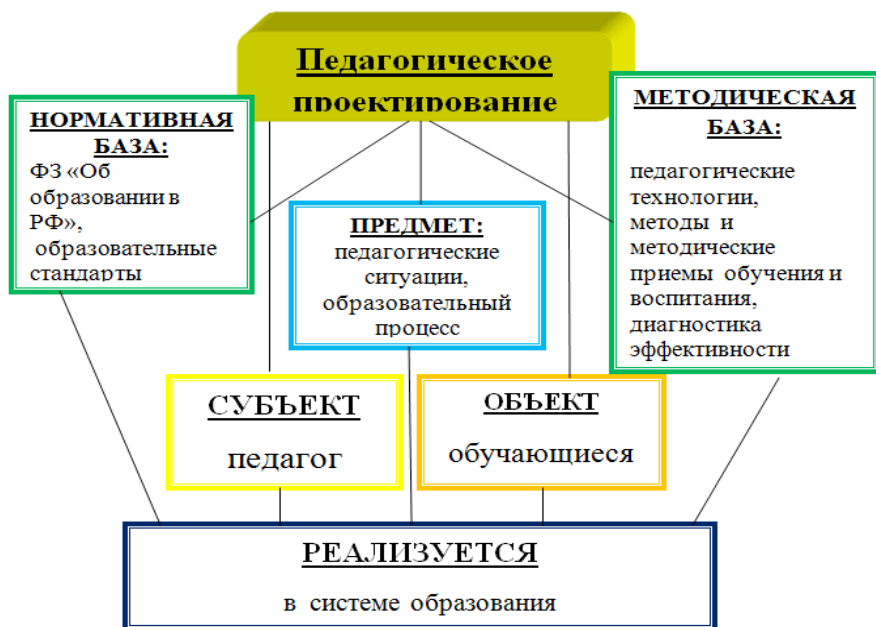 Педагогическое
проектирование
НОРМАТИВНАЯ
БАЗА:
ФЗ «Об
образовании в
РФ»,
образовательные
стандарты
ПРЕДМЕТ:
педагогические
ситуации,
образовательный
процесс
МЕТОДИЧЕСКАЯ
БАЗА:
педагогические
технологии,
методы и
методические
приемы обучения и
воспитания,
диагностика
эффективности
СУБЪЕКТ
педагог
ОБЪЕКТ
обучающиеся
РЕАЛИЗУЕТСЯ
в системе образования